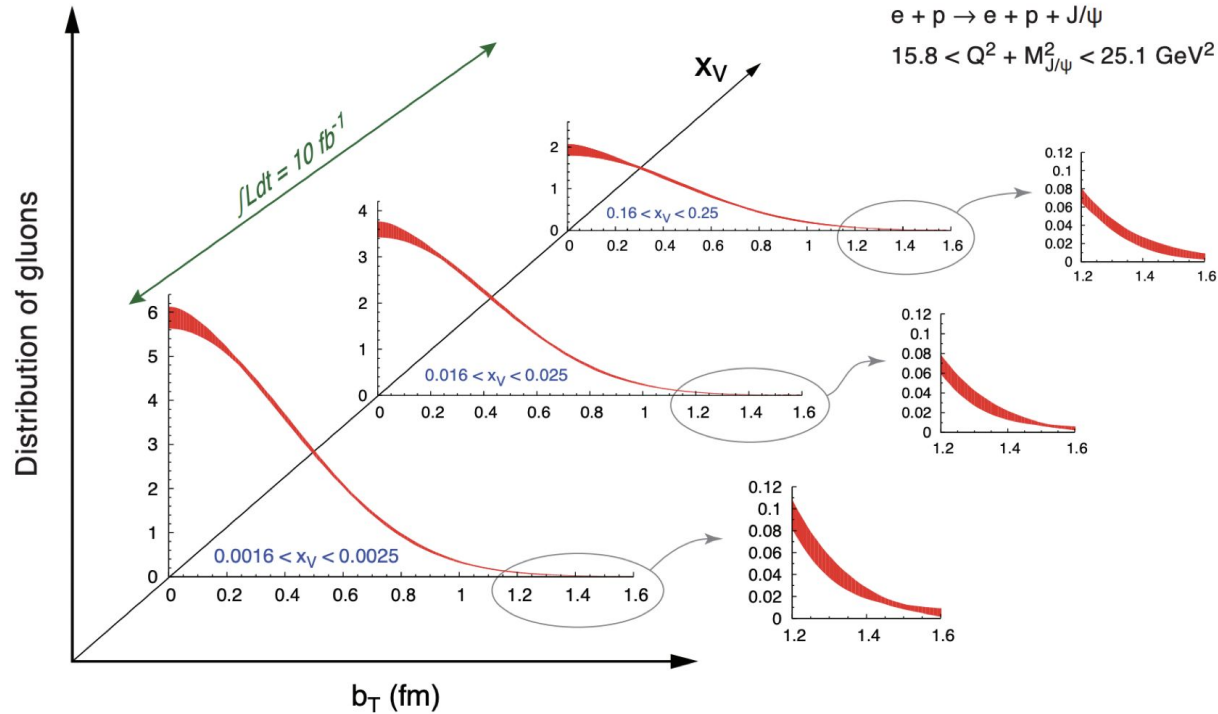 e + p → e + p + J/ψ
15.8 < Q² + M²J/ψ < 25.1 GeV²
xV
∫Ldt = 10 fb⁻¹
Distribution of gluons
2
1
0
0.16 < xV < 0.25
0 0.2 0.4 0.6 0.8 1 1.2 1.4 1.6
0.12
0.1
0.08
0.06
0.04
0.02
0
1.2 1.4 1.6
4
3
2
1
0
0.016 < xV < 0.025
0 0.2 0.4 0.6 0.8 1 1.2 1.4 1.6
0.12
0.1
0.08
0.06
0.04
0.02
0
1.2 1.4 1.6
6
5
4
3
2
1
0
0.0016 < xV < 0.0025
0 0.2 0.4 0.6 0.8 1 1.2 1.4 1.6
0.12
0.1
0.08
0.06
0.04
0.02
0
1.2 1.4 1.6
bT (fm)